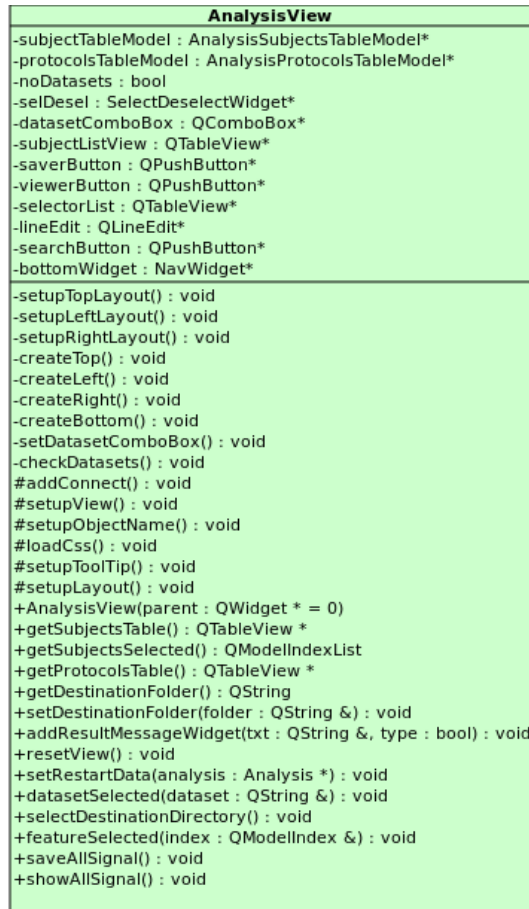 AnalysisView
-subjectTableModel : AnalysisSubjectsTableModel*
-protocolsTableModel : AnalysisProtocolsTableModel*
-noDatasets : bool
-selDesel : SelectDeselectWidget*
-datasetComboBox : QComboBox*
-subjectListView : QTableView*
-saverButton : QPushButton*
-viewerButton : QPushButton*
-selectorList : QTableView*
-lineEdit : QLineEdit*
-searchButton : QPushButton*
-bottomWidget : NavWidget*
-setupTopLayout() : void
-setupLeftLayout() : void
-setupRightLayout() : void
-createTop() : void
-createLeft() : void
-createRight() : void
-createBottom() : void
-setDatasetComboBox() : void
-checkDatasets() : void
#addConnect() : void
#setupView() : void
#setupObjectName() : void
#loadCss() : void
#setupToolTip() : void
#setupLayout() : void
+AnalysisView(parent : QWidget * = 0)
+getSubjectsTable() : QTableView *
+getSubjectsSelected() : QModelIndexList
+getProtocolsTable() : QTableView *
+getDestinationFolder() : QString
+setDestinationFolder(folder : QString &) : void
+addResultMessageWidget(txt : QString &, type : bool) : void
+resetView() : void
+setRestartData(analysis : Analysis *) : void
+datasetSelected(dataset : QString &) : void
+selectDestinationDirectory() : void
+featureSelected(index : QModelIndex &) : void
+saveAllSignal() : void
+showAllSignal() : void